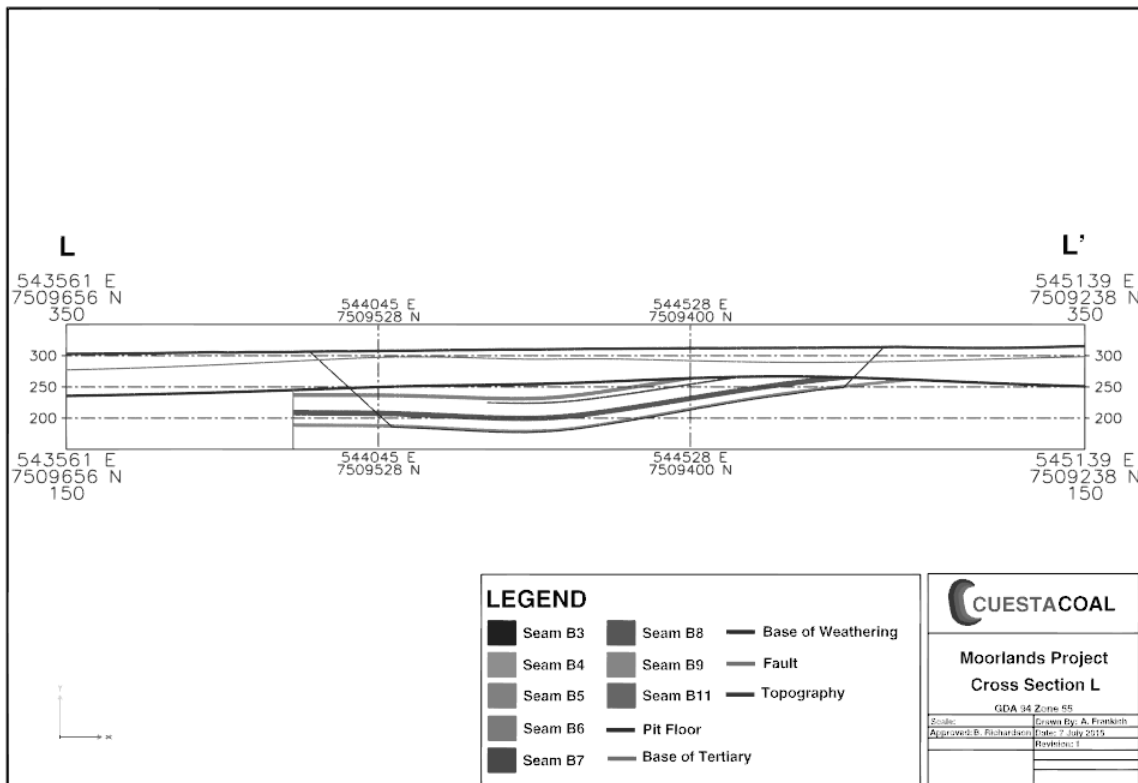 L
L'
543561 E
7509656 N
350
545139 E
7509238 N
350
544045 E
7509528 N
544528 E
7509400 N
300
250
200
300
250
200
543561 E
7509656 N
150
544045 E
7509528 N
544528 E
7509400 N
545139 E
7509238 N
150
LEGEND
Seam B3
Seam B4
Seam B5
Seam B6
Seam B7
Seam B8
Seam B9
Seam B11
Pit Floor
Base of Tertiary
Base of Weathering
Fault
Topography
CUESTACOAL
Moorlands Project
Cross Section L
GDA 94 Zone 55
Scale:
Drawn By: A. Frankish
Approved: B. Richardson
Date: 7 July 2015
Revision: 1
Y
X